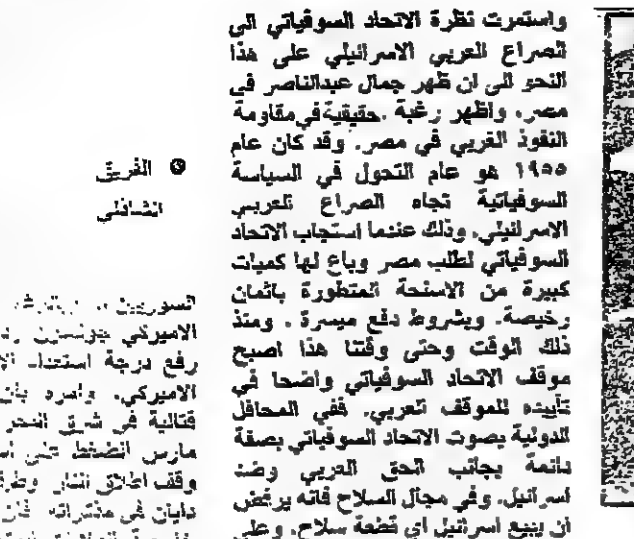 واستمرت نظرة الاتحاد السوفياتي الى
الصراع العربي الاسرائيلي على هذا
النحو الى ان ظهر جمال عبدالناصر في
مصر، واظهر رغبة حقيقية في مقاومة
النفوذ الغربي في مصر. وقد كان عام
١٩٥٥ هو عام التحول في السياسة
السوفياتية تجاه الصراع العربي
الاسرائيلي، وذلك عندما استجاب الاتحاد
السوفياتي لطلب مصر وباع لها كميات
كبيرة من الاسلحة المتطورة باثمان
رخيصة، وبشروط دفع ميسرة . ومنذ
ذلك الوقت وحتى وقتنا هذا اصبح
موقف الاتحاد السوفياتي واضحا في
تأييده للموقف العربي. ففي المحافل
الدولية يصوت الاتحاد السوفياتي بصفة
دائمة بجانب الحق العربي وضد
اسرائيل. وفي مجال السلاح فانه يرفض
ان يبيع اسرائيل اي قطعة سلاح. وعلى
الفريق
الشاذلي
الاميركي جونسون
رفع درجة استعداد
الاميركي، بان
قتالية في شرق البحر
مارس الضغط على
وقف اطلاق النار
دايان في مذكراته